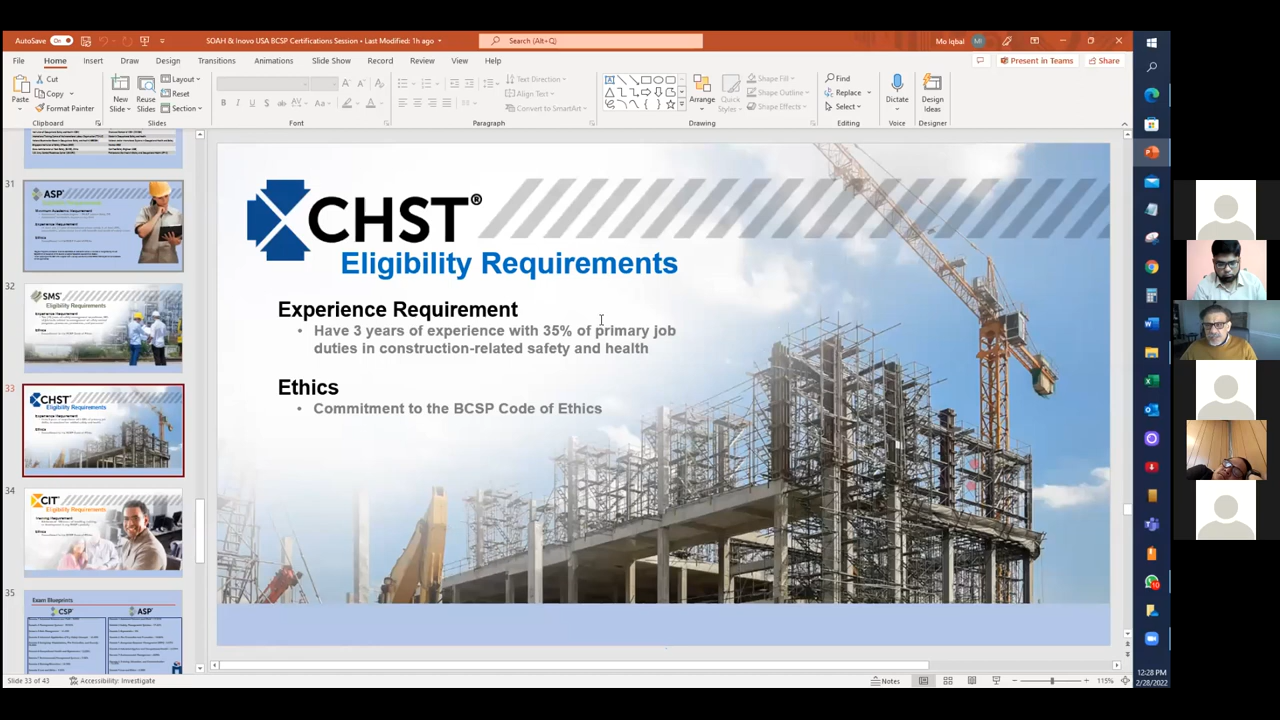 AutoSave On
SOAH & Inovo USA BCSP Certifications Session • Last Modified: 1h ago
Search (Alt+Q)
Mo Iqbal MI
File Home Insert Draw Design Transitions Animations Slide Show Record Review View Help
Present in Teams Share
Paste
Cut
Copy
Format Painter
Clipboard
New Slide
Reuse Slides
Layout
Reset
Section
Slides
Font
Text Direction
Align Text
Convert to SmartArt
Paragraph
Arrange
Quick Styles
Shape Fill
Shape Outline
Shape Effects
Drawing
Find
Replace
Select
Editing
Dictate
Voice
Design Ideas
Designer
31
ASP
32
SMS
Eligibility Requirements
33
CHST
Eligibility Requirements
34
CIT
Eligibility Requirements
35
Exam Blueprints
CSP ASP
CHST®
Eligibility Requirements
Experience Requirement
• Have 3 years of experience with 35% of primary job
duties in construction-related safety and health
Ethics
• Commitment to the BCSP Code of Ethics
Slide 33 of 43
Accessibility: Investigate
Notes
115%
12:28 PM
2/28/2022